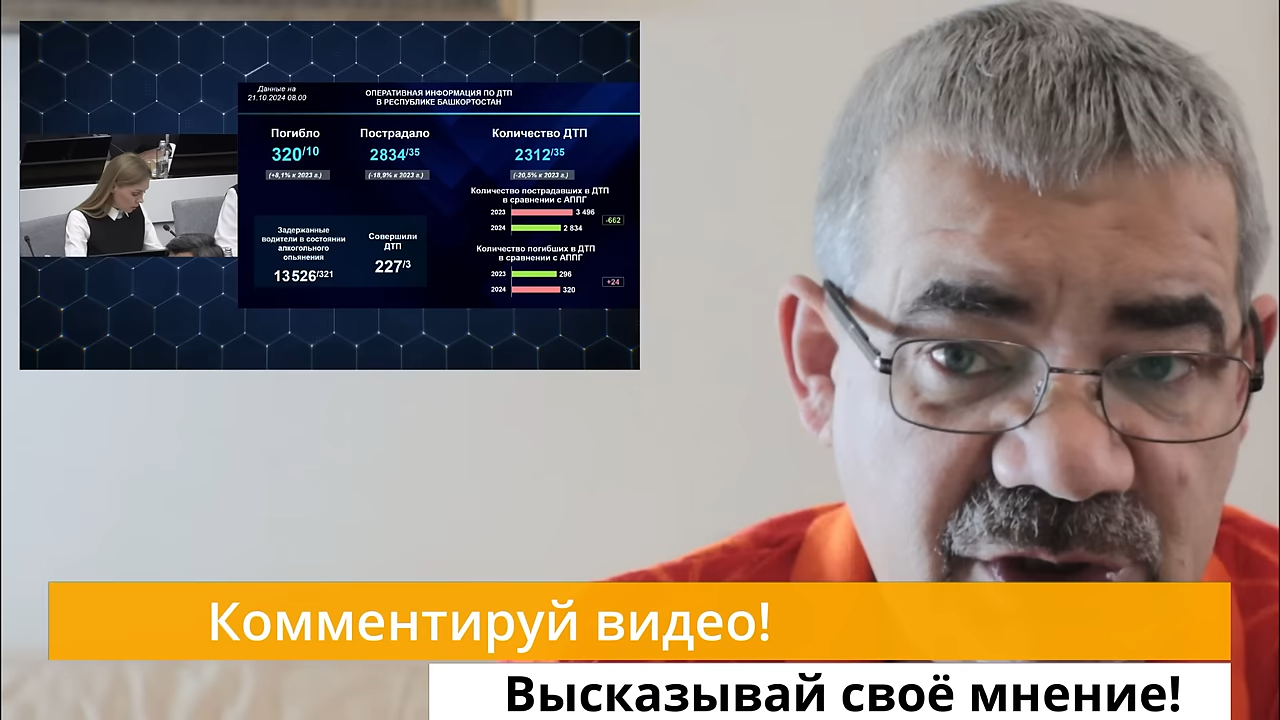 Данные на
21.10.2024 08.00
ОПЕРАТИВНАЯ ИНФОРМАЦИЯ ПО ДТП
В РЕСПУБЛИКЕ БАШКОРТОСТАН
Погибло
320/10
(+8,1% к 2023 г.)
Пострадало
2834/35
(-18,9% к 2023 г.)
Количество ДТП
2312/35
(-20,5% к 2023 г.)
Количество пострадавших в ДТП
в сравнении с АППГ
2023 3 496
2024 2 834
-662
Количество погибших в ДТП
в сравнении с АППГ
2023 296
2024 320
+24
Задержанные
водители в состоянии
алкогольного
опьянения
13526/321
Совершили
ДТП
227/3
Комментируй видео!
Высказывай своё мнение!